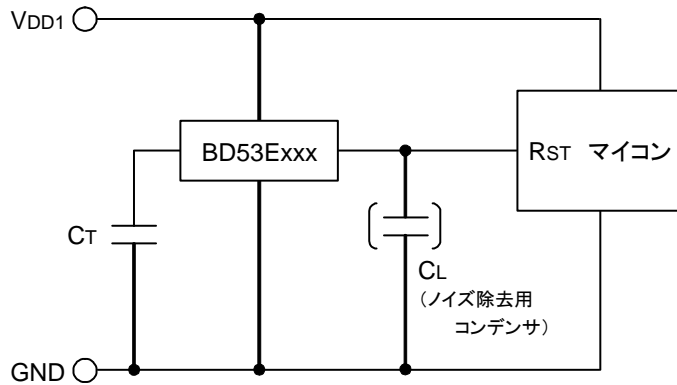 VDD1
BD53Exxx
RST マイコン
CT
CL
(ノイズ除去用
コンデンサ)
GND